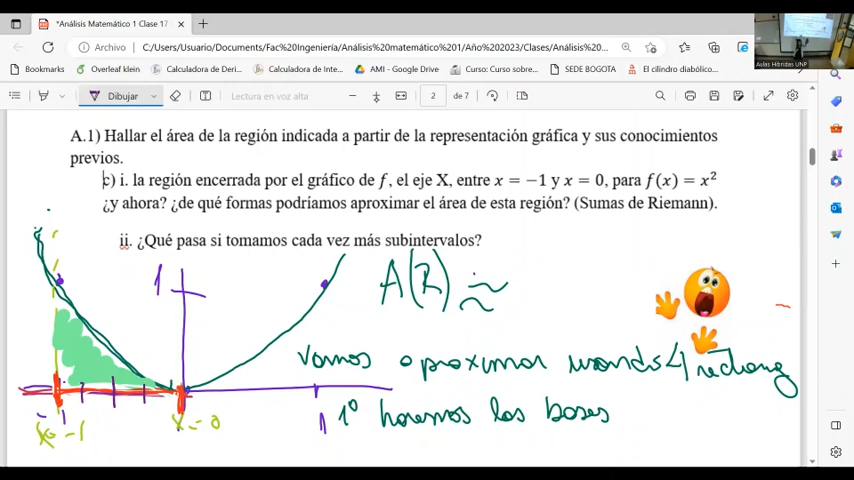 *Análisis Matemático 1 Clase 17
Archivo
C:/Users/Usuario/Documents/Fac%20Ingeniería/Análisis%20matemático%201/Año%202023/Clases/Análisis%20...
Bookmarks
Overleaf klein
Calculadora de Deri...
Calculadora de Inte...
AMI - Google Drive
Curso: Curso sobre...
SEDE BOGOTA
El cilindro diabólic...
Aulas Híbridas UNP
Dibujar
Lectura en voz alta
2 de 7
A.1) Hallar el área de la región indicada a partir de la representación gráfica y sus conocimientos
previos.
c) i. la región encerrada por el gráfico de f, el eje X, entre x = −1 y x = 0, para f(x) = x²
¿y ahora? ¿de qué formas podríamos aproximar el área de esta región? (Sumas de Riemann).
ii. ¿Qué pasa si tomamos cada vez más subintervalos?
1
A(R) ≈
vamos aproximar usando 4 rectang
1º haremos las bases
-1
1
x=-1
x=0